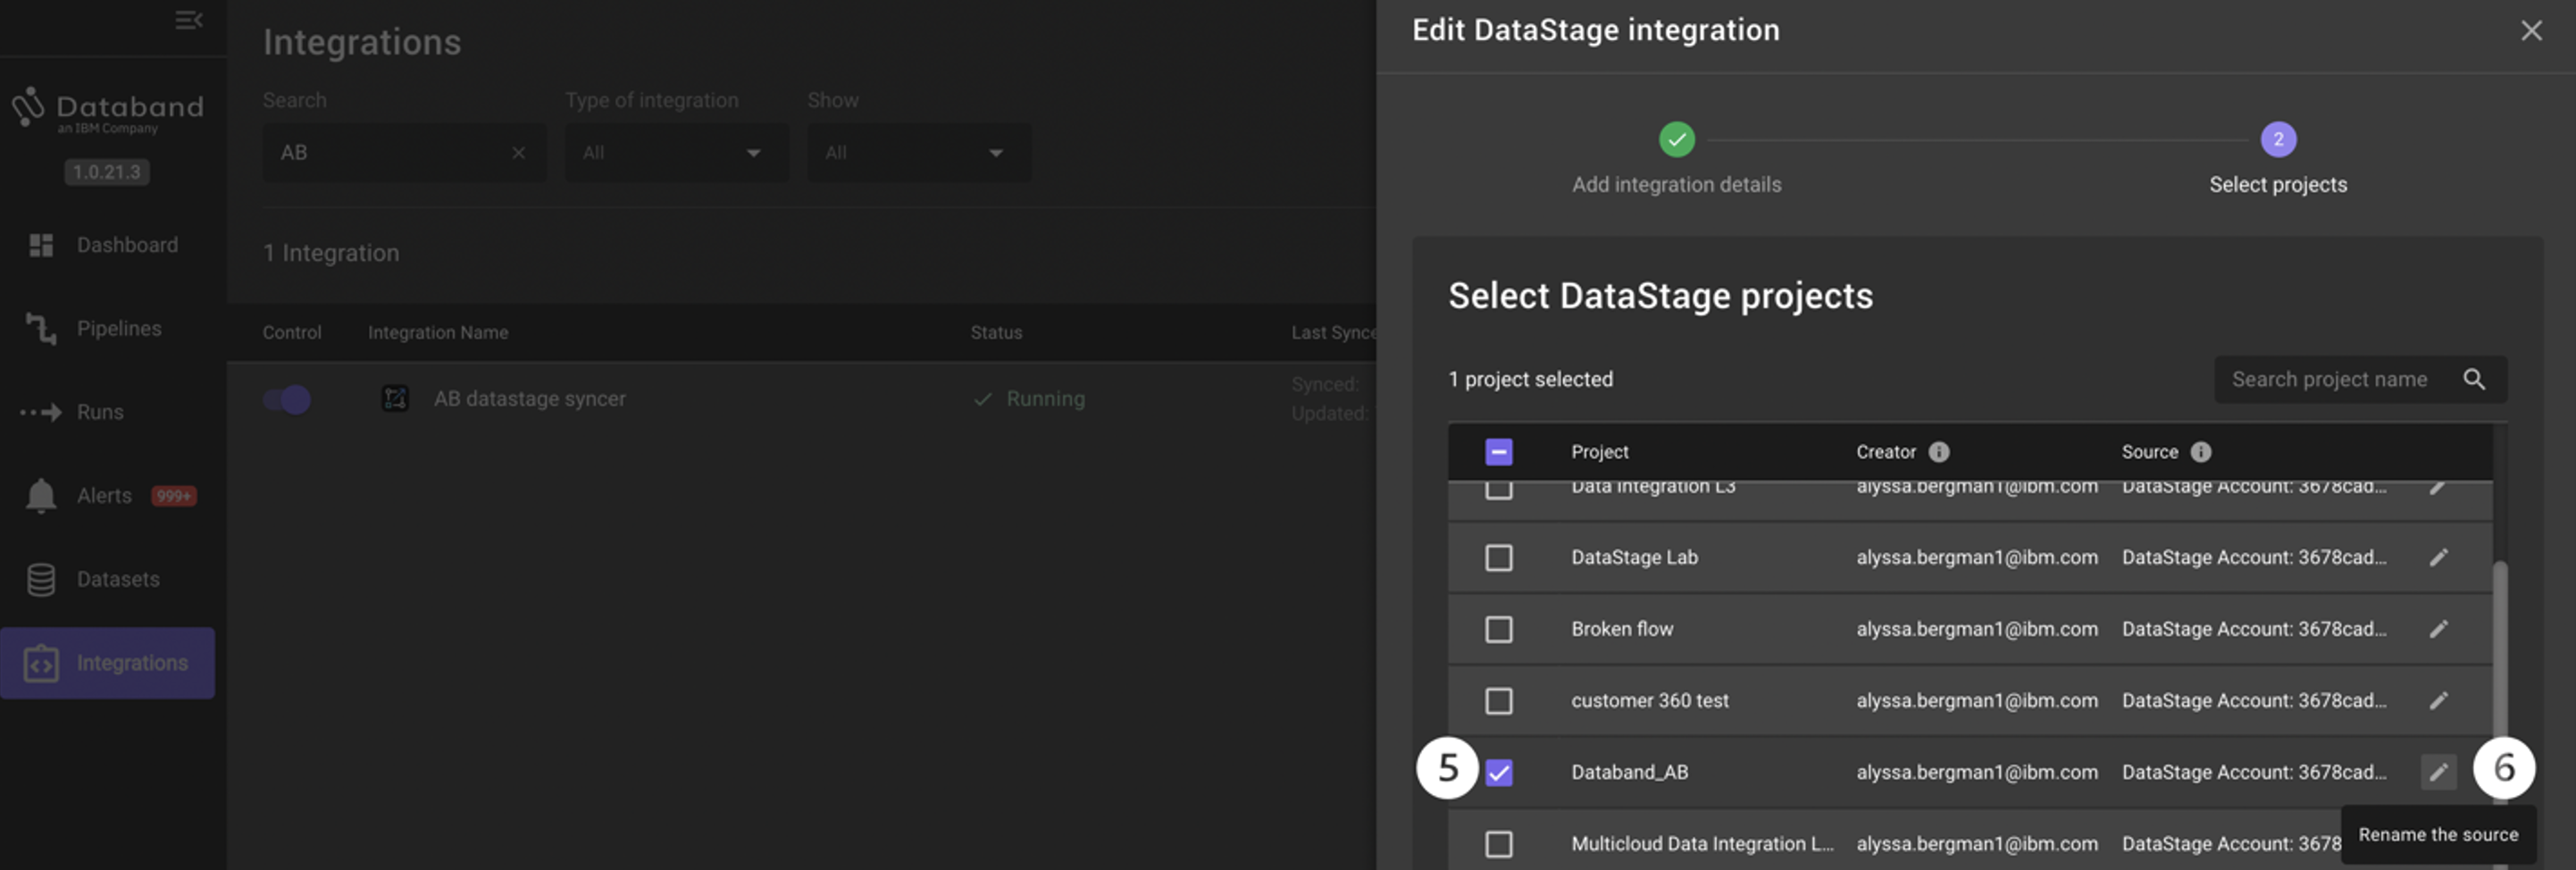 Databand
an IBM Company
1.0.21.3
Dashboard
Pipelines
Runs
Alerts 999+
Datasets
Integrations
Integrations
Search Type of integration Show
AB All All
1 Integration
Control Integration Name Status Last Sync
AB datastage syncer Running Synced:
Updated:
Edit DataStage integration
2
Add integration details Select projects
Select DataStage projects
1 project selected Search project name
Project Creator Source
Data Integration L3 alyssa.bergman1@ibm.com DataStage Account: 3678cad...
DataStage Lab alyssa.bergman1@ibm.com DataStage Account: 3678cad...
Broken flow alyssa.bergman1@ibm.com DataStage Account: 3678cad...
customer 360 test alyssa.bergman1@ibm.com DataStage Account: 3678cad...
5 Databand_AB alyssa.bergman1@ibm.com DataStage Account: 3678cad... 6
Multicloud Data Integration L... alyssa.bergman1@ibm.com DataStage Account: 3678
Rename the source